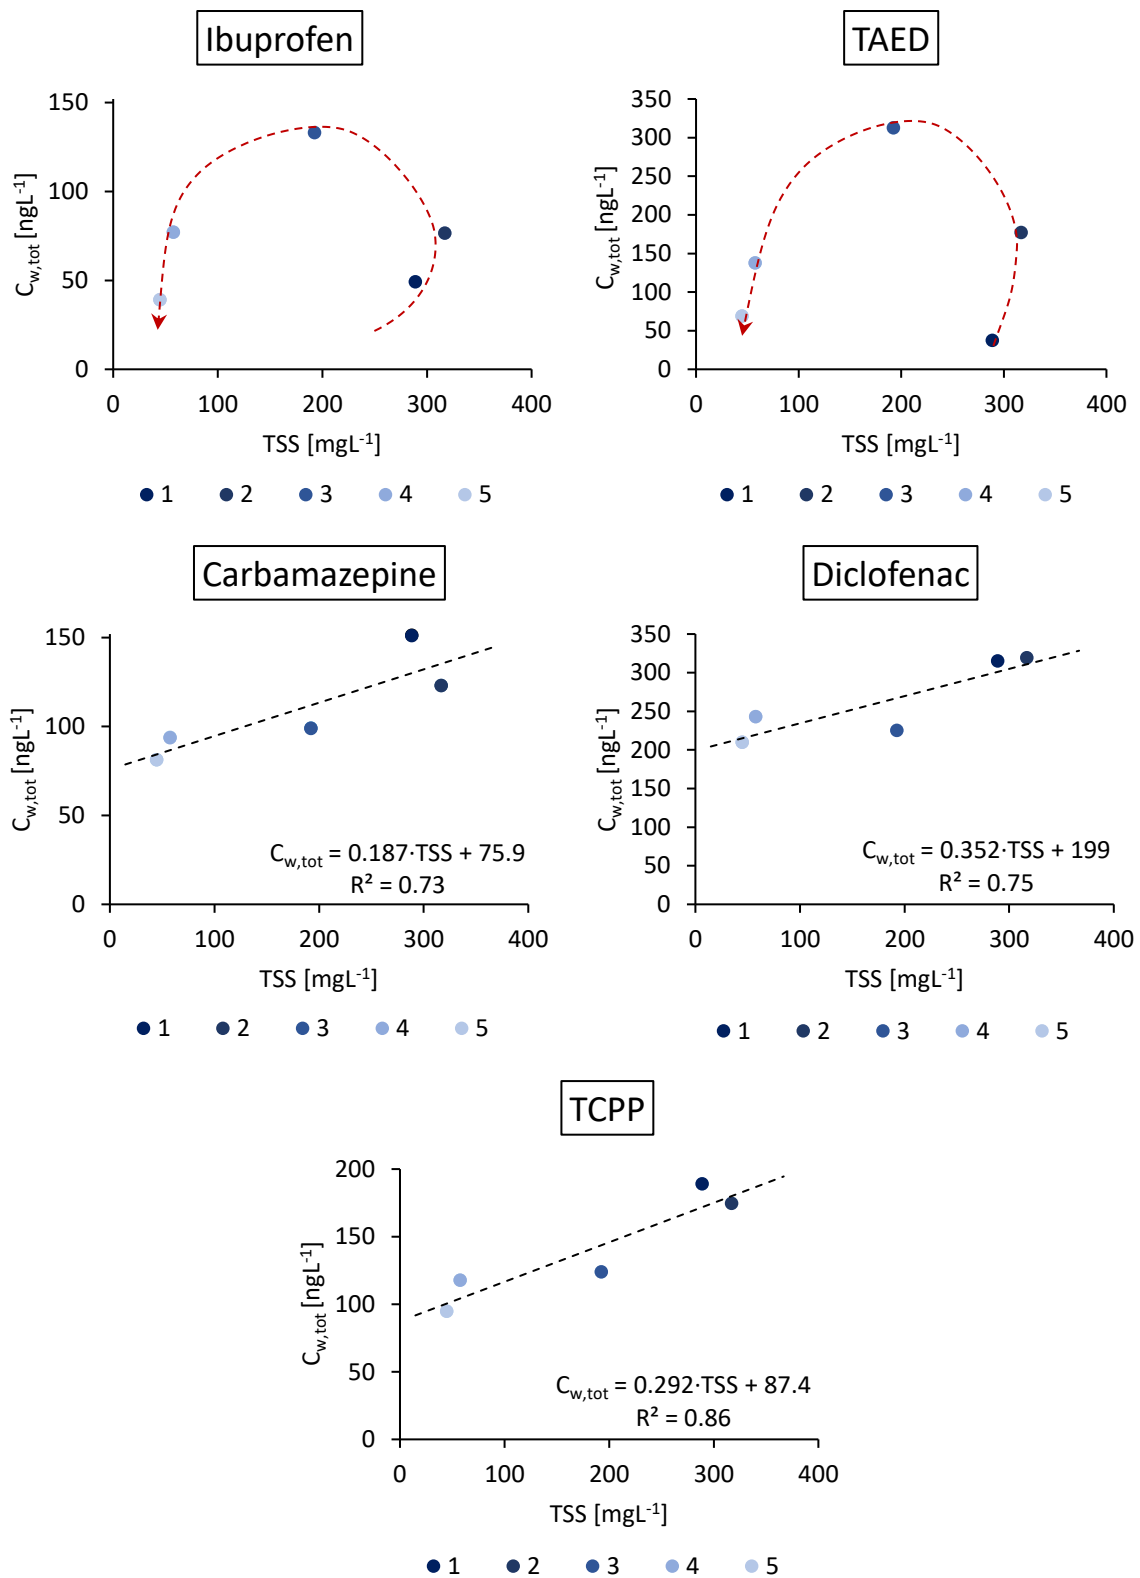 Ibuprofen
150
100
50
0
C_w,tot [ngL⁻¹]
0 100 200 300 400
TSS [mgL⁻¹]
1 2 3 4 5
TAED
350
300
250
200
150
100
50
0
C_w,tot [ngL⁻¹]
0 100 200 300 400
TSS [mgL⁻¹]
1 2 3 4 5
Carbamazepine
150
100
50
0
C_w,tot [ngL⁻¹]
C_w,tot = 0.187·TSS + 75.9
R² = 0.73
0 100 200 300 400
TSS [mgL⁻¹]
1 2 3 4 5
Diclofenac
350
300
250
200
150
100
50
0
C_w,tot [ngL⁻¹]
C_w,tot = 0.352·TSS + 199
R² = 0.75
0 100 200 300 400
TSS [mgL⁻¹]
1 2 3 4 5
TCPP
200
150
100
50
0
C_w,tot [ngL⁻¹]
C_w,tot = 0.292·TSS + 87.4
R² = 0.86
0 100 200 300 400
TSS [mgL⁻¹]
1 2 3 4 5